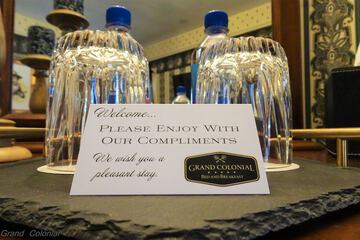 Welcome...
PLEASE ENJOY WITH
OUR COMPLIMENTS
We wish you a
pleasant stay.
GRAND COLONIAL
BED AND BREAKFAST
Grand Colonial